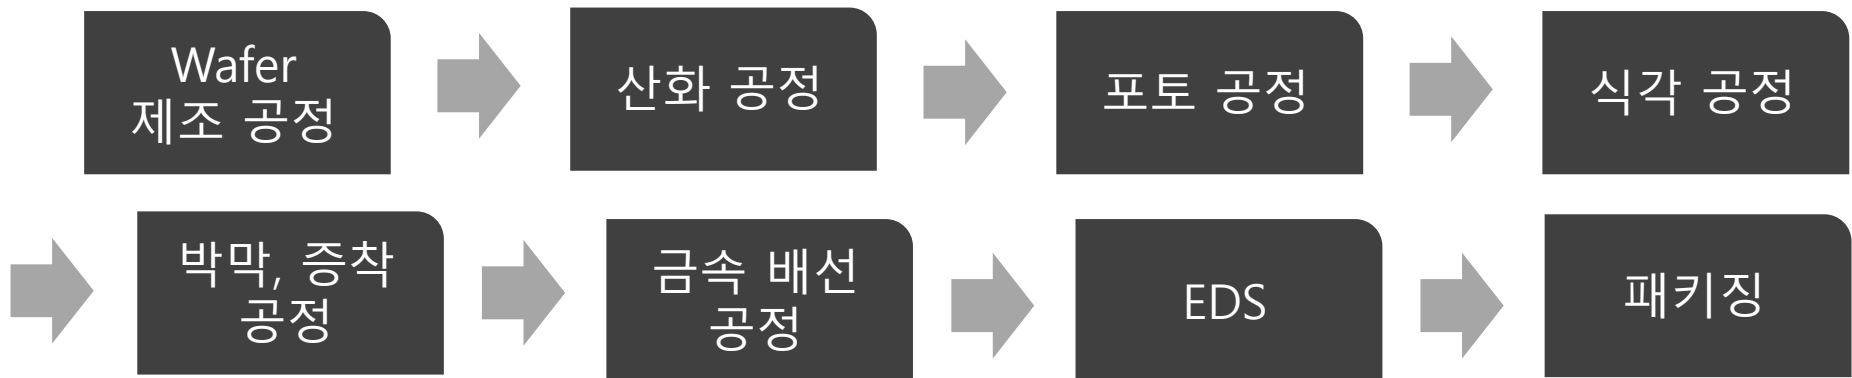 Wafer
제조 공정
산화 공정
포토 공정
식각 공정
박막, 증착
공정
금속 배선
공정
EDS
패키징